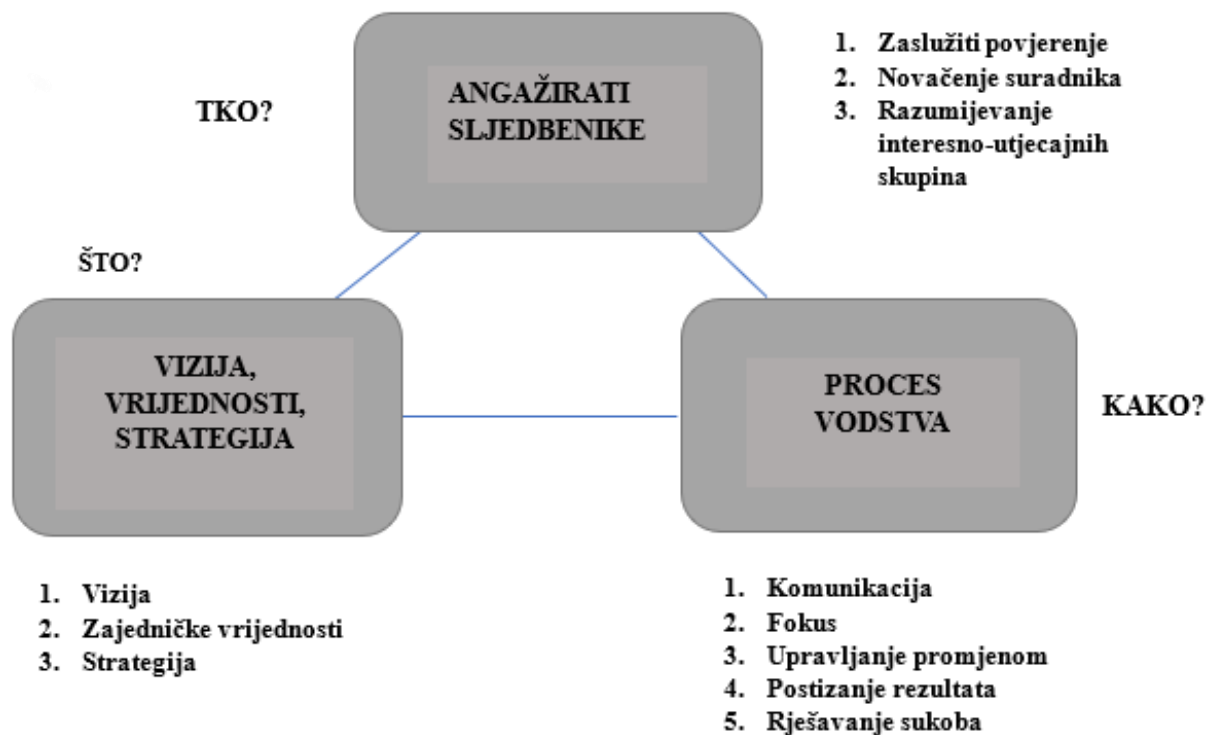 TKO?
ANGAŽIRATI
SLJEDBENIKE
1. Zaslužiti povjerenje
2. Novačenje suradnika
3. Razumijevanje
interesno-utjecajnih
skupina
ŠTO?
VIZIJA,
VRIJEDNOSTI,
STRATEGIJA
PROCES
VODSTVA
KAKO?
1. Vizija
2. Zajedničke vrijednosti
3. Strategija
1. Komunikacija
2. Fokus
3. Upravljanje promjenom
4. Postizanje rezultata
5. Rješavanje sukoba